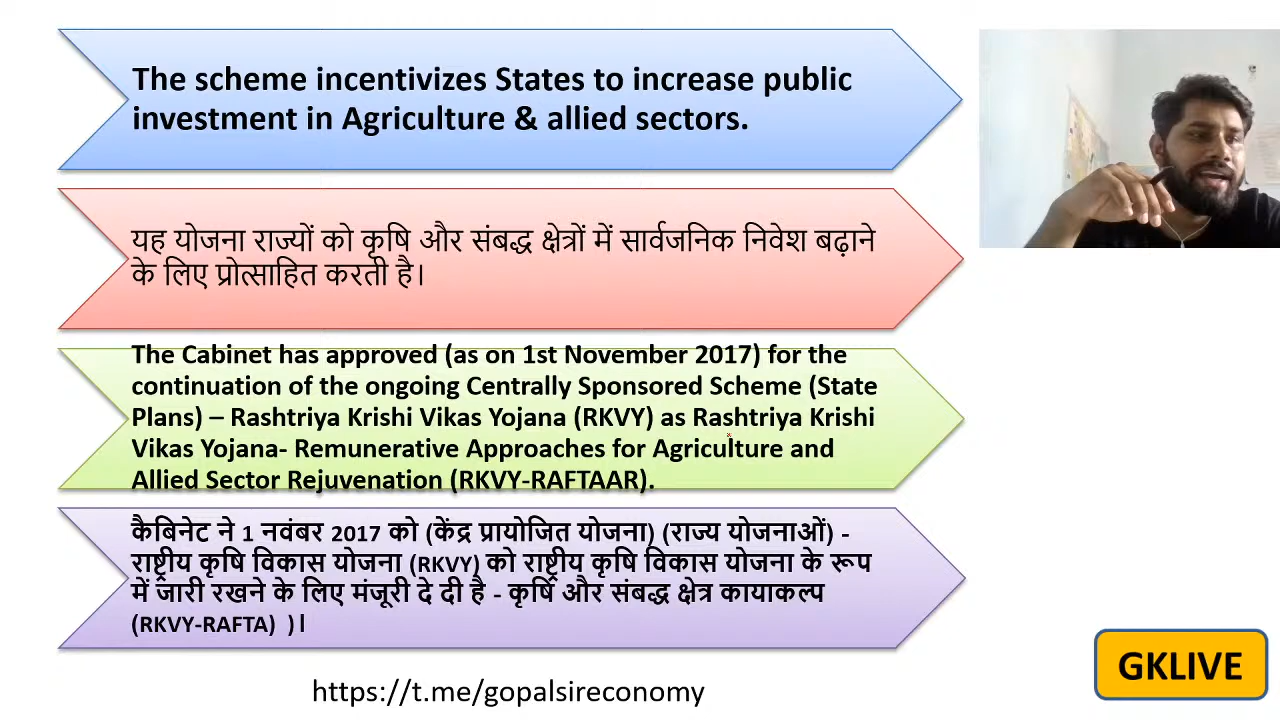 The scheme incentivizes States to increase public
investment in Agriculture & allied sectors.
यह योजना राज्यों को कृषि और संबद्ध क्षेत्रों में सार्वजनिक निवेश बढ़ाने
के लिए प्रोत्साहित करती है।
The Cabinet has approved (as on 1st November 2017) for the
continuation of the ongoing Centrally Sponsored Scheme (State
Plans) – Rashtriya Krishi Vikas Yojana (RKVY) as Rashtriya Krishi
Vikas Yojana- Remunerative Approaches for Agriculture and
Allied Sector Rejuvenation (RKVY-RAFTAAR).
कैबिनेट ने 1 नवंबर 2017 को (केंद्र प्रायोजित योजना) (राज्य योजनाओं) -
राष्ट्रीय कृषि विकास योजना (RKVY) को राष्ट्रीय कृषि विकास योजना के रूप
में जारी रखने के लिए मंजूरी दे दी है - कृषि और संबद्ध क्षेत्र कायाकल्प
(RKVY-RAFTA) )।
GKLIVE
https://t.me/gopalsireconomy